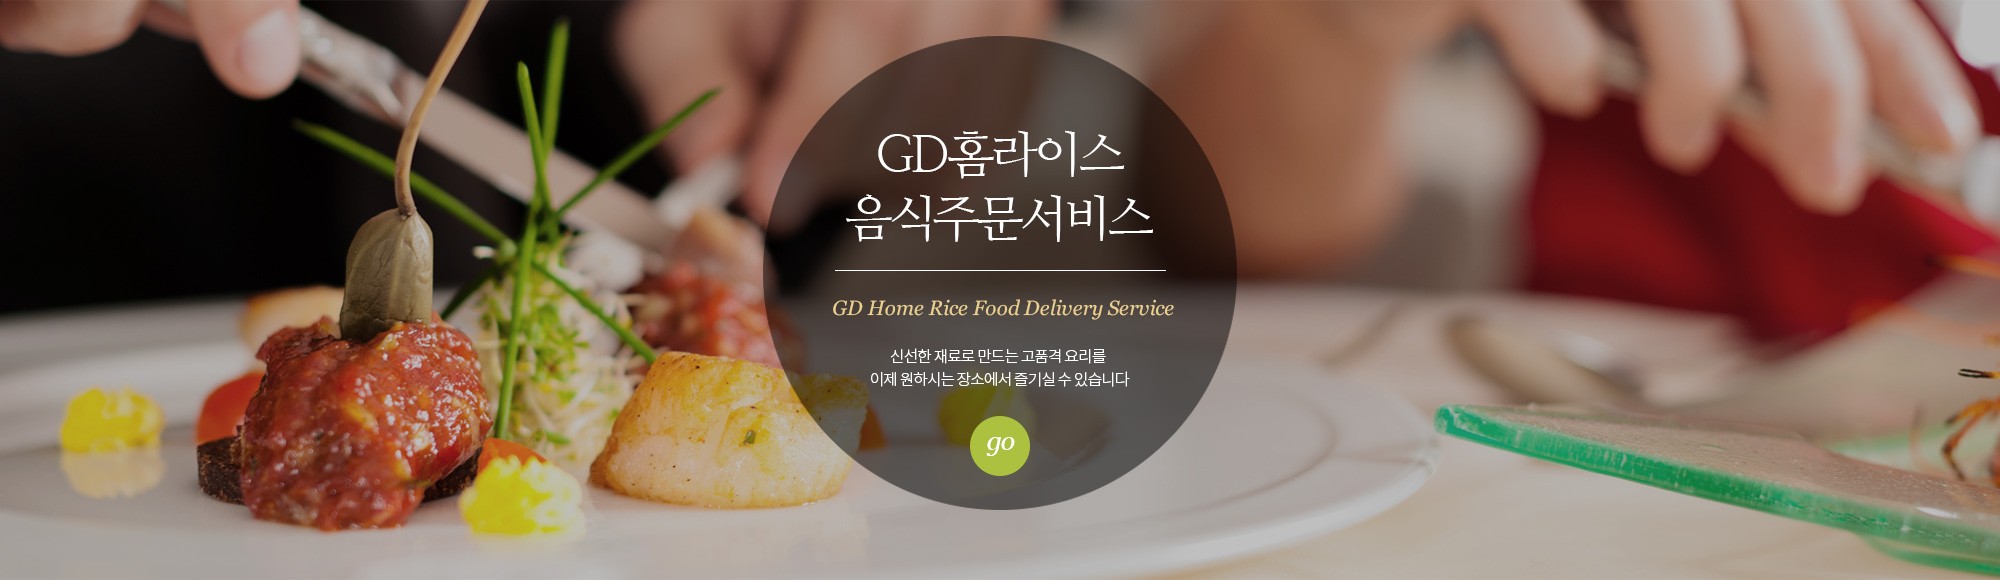 GD홈라이스
음식주문서비스
GD Home Rice Food Delivery Service
신선한 재료로 만드는 고품격 요리를
이제 원하시는 장소에서 즐기실 수 있습니다
go